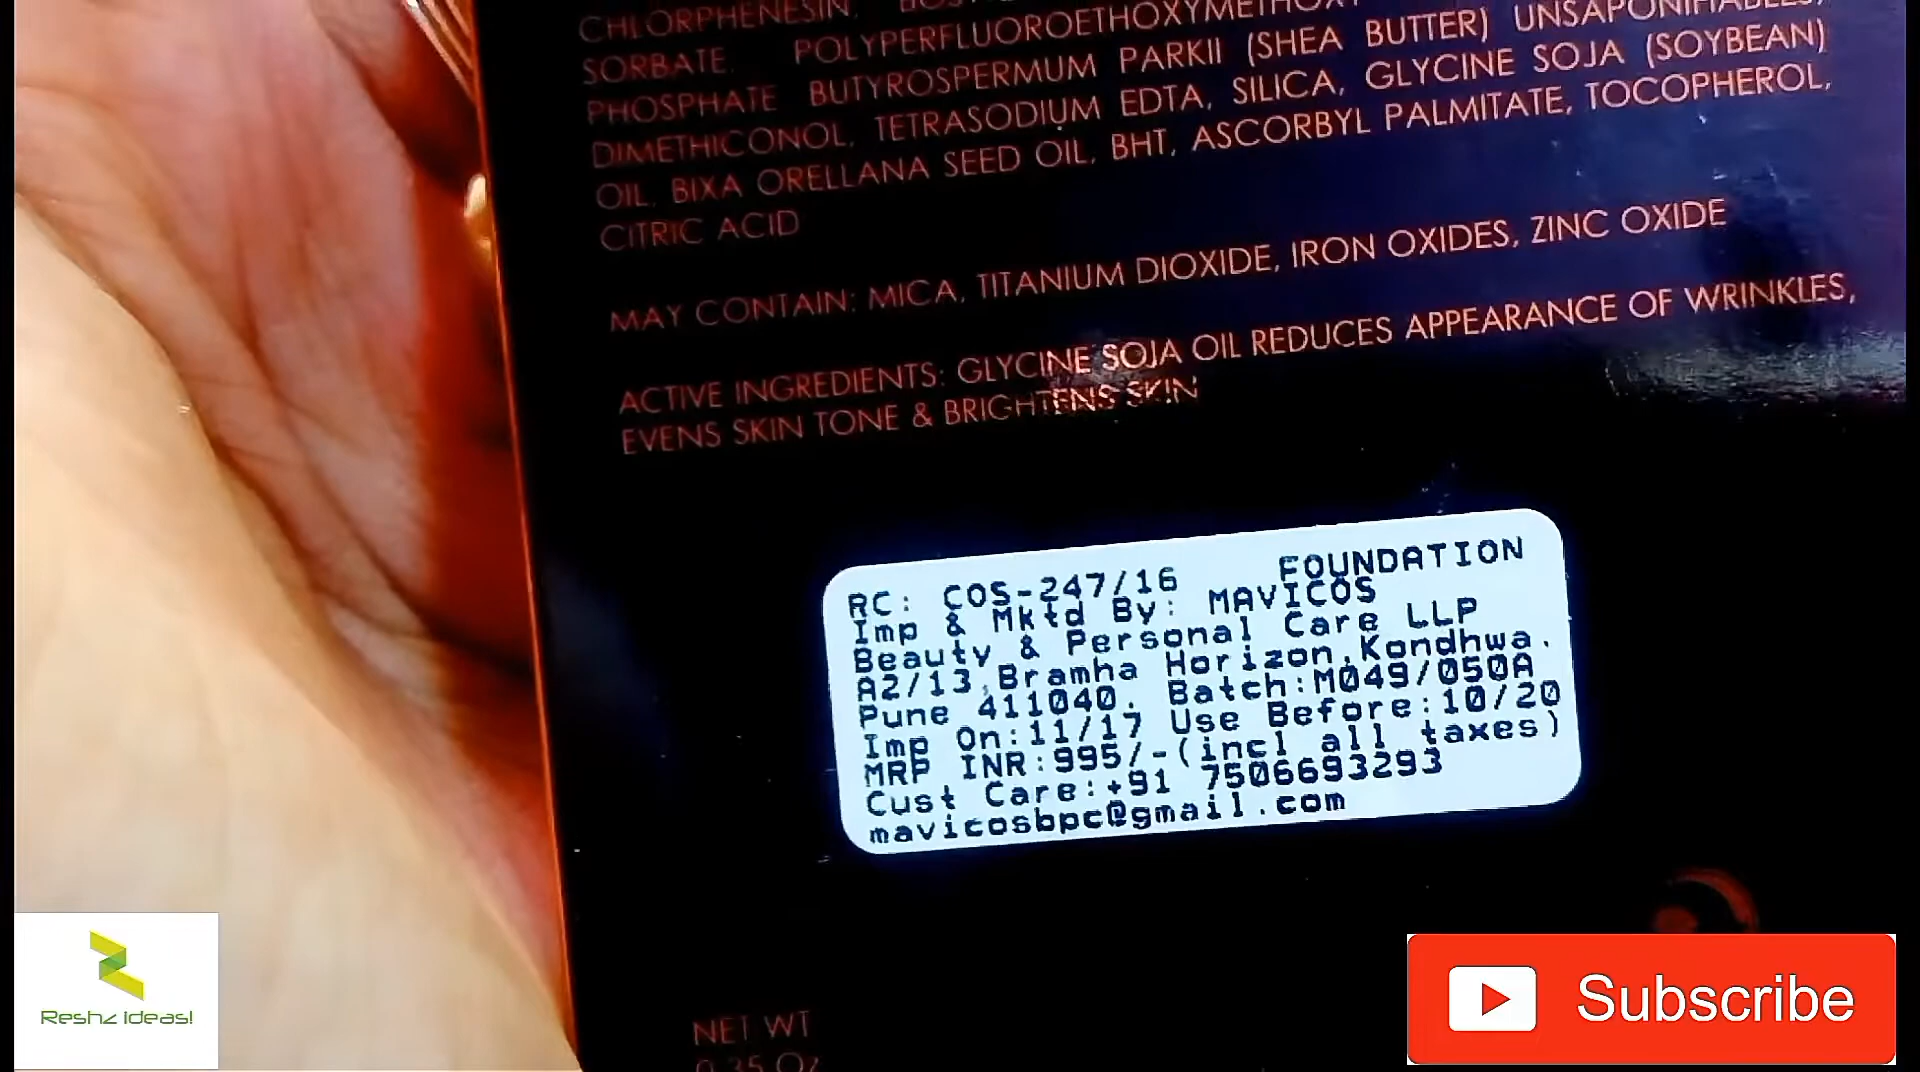 CHLORPHENESIN,
SORBATE, POLYPERFLUOROETHOXYMETHOXY
PHOSPHATE BUTYROSPERMUM PARKII (SHEA BUTTER) UNSAPONIFIABLES,
DIMETHICONOL, TETRASODIUM EDTA, SILICA, GLYCINE SOJA (SOYBEAN)
OIL, BIXA ORELLANA SEED OIL, BHT, ASCORBYL PALMITATE, TOCOPHEROL,
CITRIC ACID
MAY CONTAIN: MICA, TITANIUM DIOXIDE, IRON OXIDES, ZINC OXIDE
ACTIVE INGREDIENTS: GLYCINE SOJA OIL REDUCES APPEARANCE OF WRINKLES,
EVENS SKIN TONE & BRIGHTENS SKIN
RC: COS-247/16 FOUNDATION
Imp & Mktd By: MAVICOS
Beauty & Personal Care LLP
A2/13,Bramha Horizon,Kondhwa.
Pune 411040. Batch:M049/050A
Imp On:11/17 Use Before:10/20
MRP INR:995/-(incl all taxes)
Cust Care:+91 7506693293
mavicosbpc@gmail.com
NET WT
0.35 Oz
Reshz ideas!
Subscribe